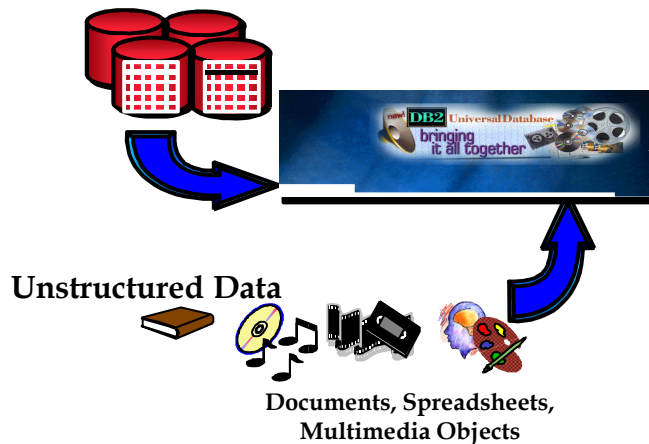 new!
DB2 Universal Database
bringing
it all together
Unstructured Data
Documents, Spreadsheets,
Multimedia Objects